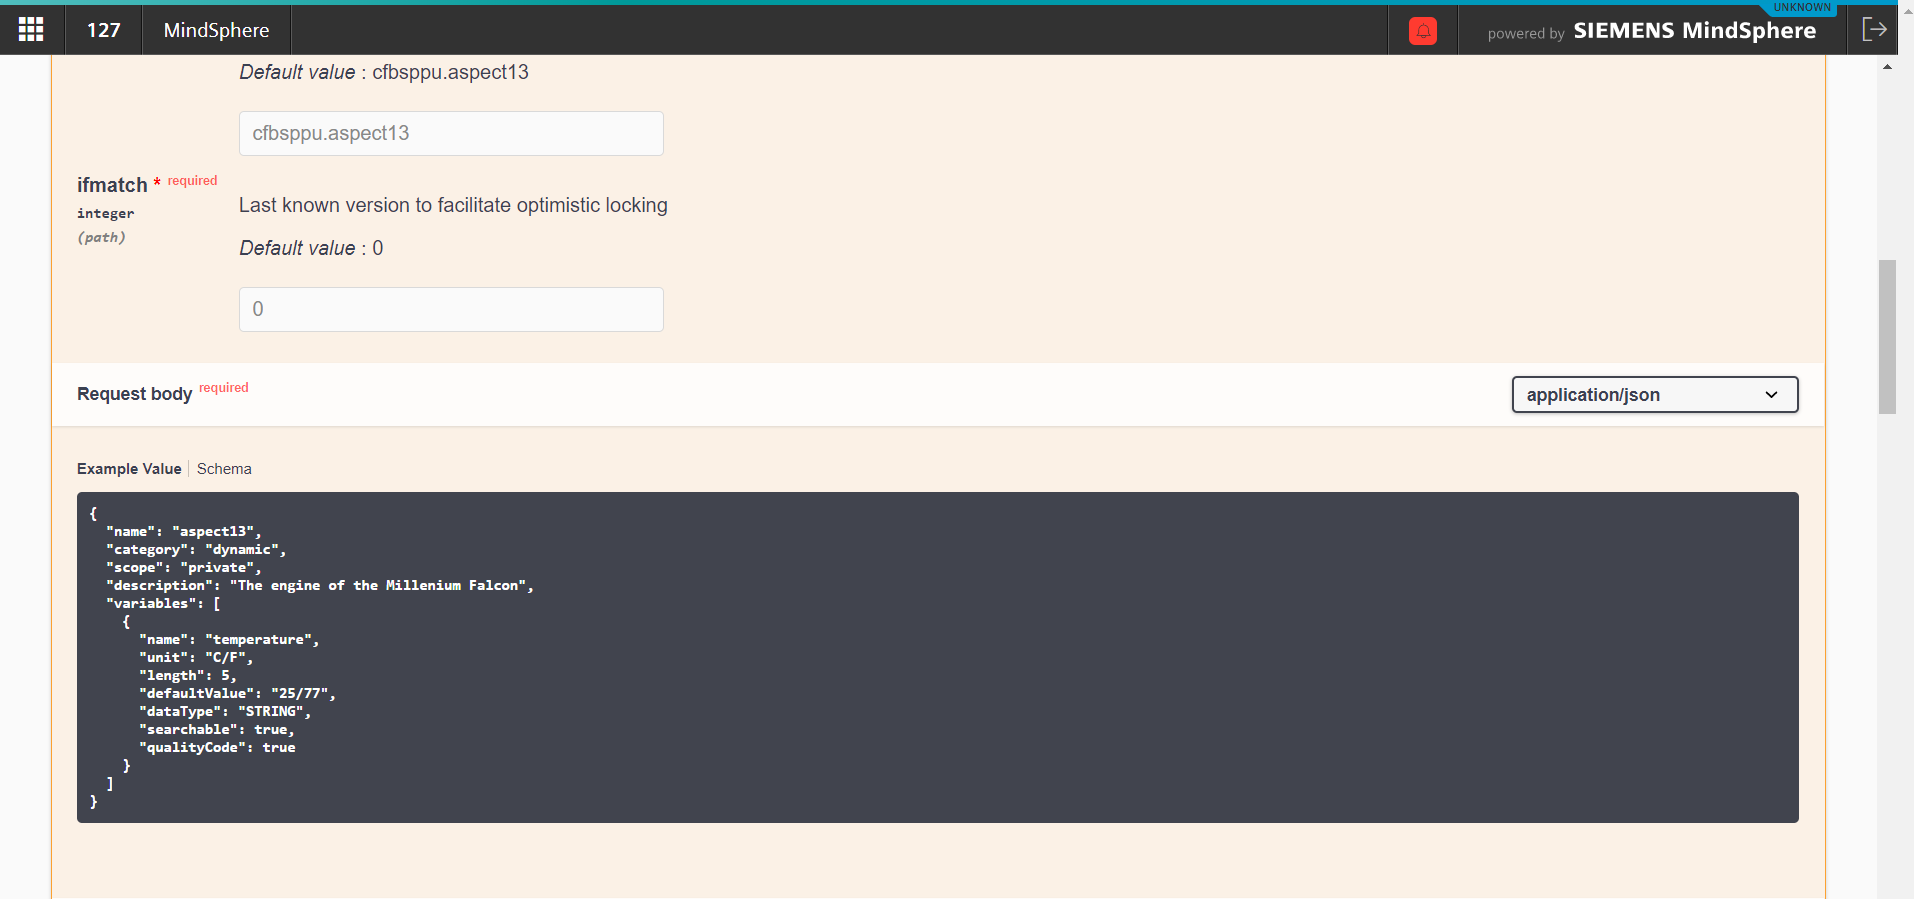 UNKNOWN
127
MindSphere
powered by SIEMENS MindSphere
Default value : cfbsppu.aspect13
cfbsppu.aspect13
ifmatch * required
integer
(path)
Last known version to facilitate optimistic locking
Default value : 0
0
Request body required
application/json
Example Value
Schema
{
  "name": "aspect13",
  "category": "dynamic",
  "scope": "private",
  "description": "The engine of the Millenium Falcon",
  "variables": [
    {
      "name": "temperature",
      "unit": "C/F",
      "length": 5,
      "defaultValue": "25/77",
      "dataType": "STRING",
      "searchable": true,
      "qualityCode": true
    }
  ]
}